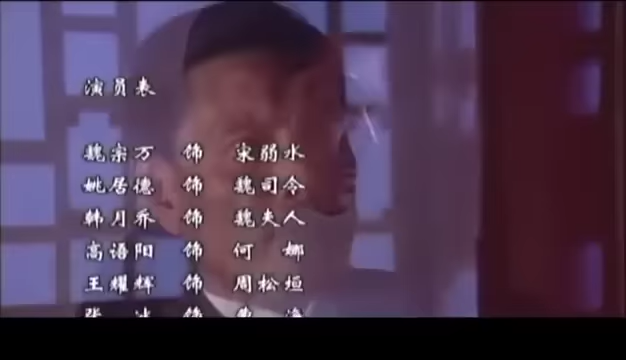 演员表
魏宗万 饰 宋弱水
姚居德 饰 魏司令
韩月乔 饰 魏夫人
高语阳 饰 何娜
王耀辉 饰 周松垣